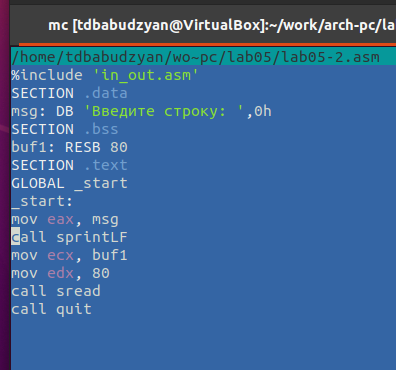 mc [tdbabudzyan@VirtualBox]:~/work/arch-pc/la
/home/tdbabudzyan/wo~pc/lab05/lab05-2.asm
%include 'in_out.asm'
SECTION .data
msg: DB 'Введите строку: ',0h
SECTION .bss
buf1: RESB 80
SECTION .text
GLOBAL _start
_start:
mov eax, msg
call sprintLF
mov ecx, buf1
mov edx, 80
call sread
call quit